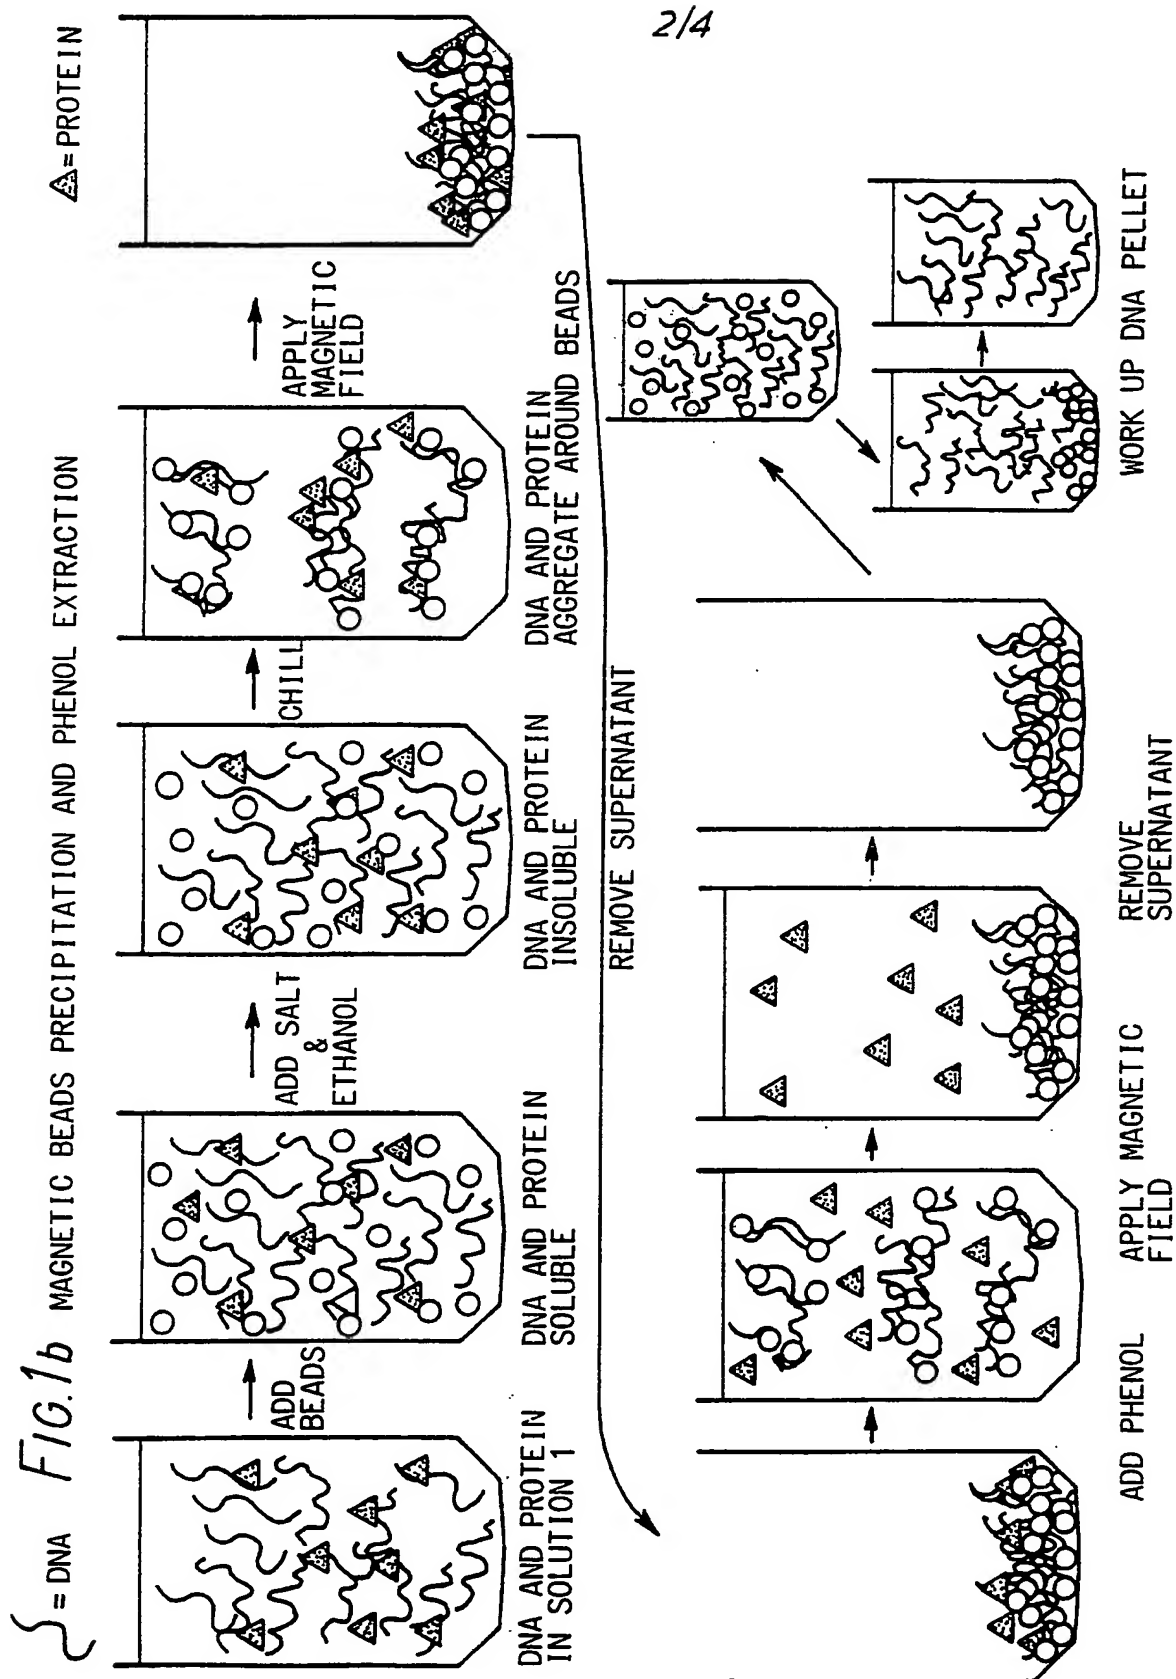 2/4
= DNA
FIG. 1b
MAGNETIC BEADS PRECIPITATION AND PHENOL EXTRACTION
= PROTEIN
ADD
BEADS
ADD SALT
&
ETHANOL
CHILL
APPLY
MAGNETIC
FIELD
DNA AND PROTEIN
IN SOLUTION 1
DNA AND PROTEIN
SOLUBLE
DNA AND PROTEIN
INSOLUBLE
DNA AND PROTEIN
AGGREGATE AROUND BEADS
REMOVE SUPERNATANT
ADD PHENOL
APPLY MAGNETIC
FIELD
REMOVE
SUPERNATANT
WORK UP DNA PELLET